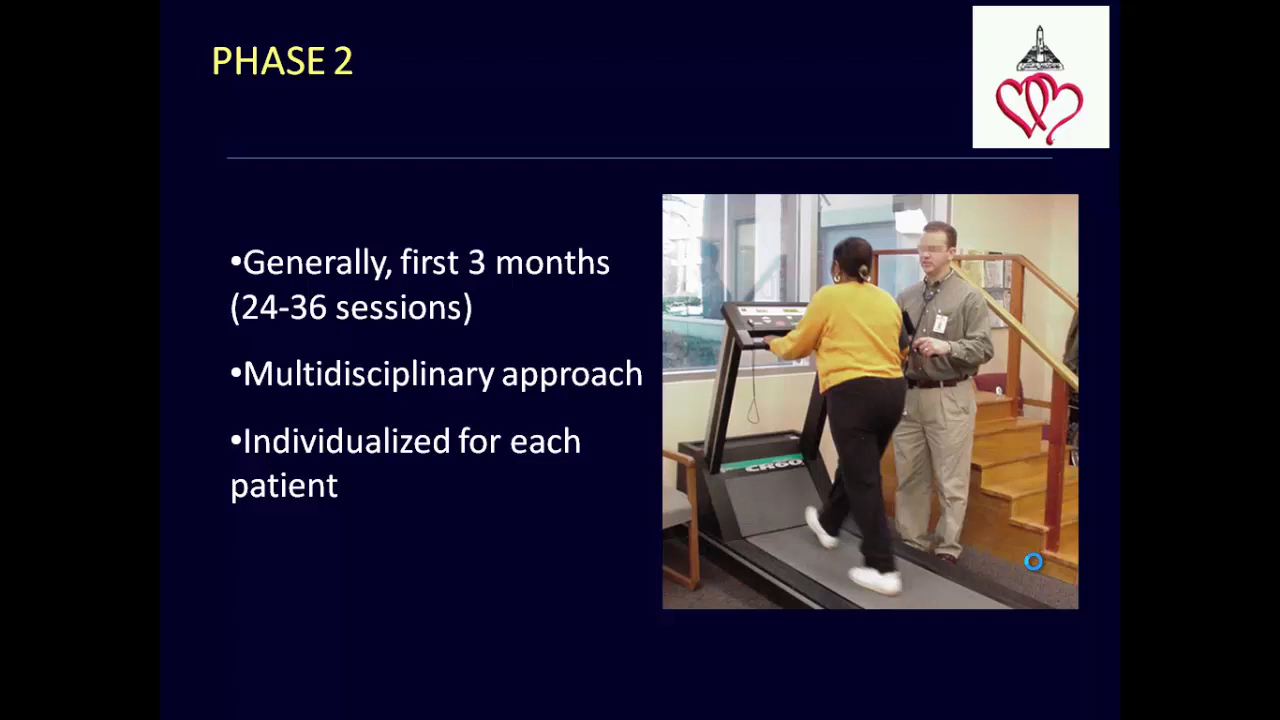 PHASE 2
•Generally, first 3 months
(24-36 sessions)
•Multidisciplinary approach
•Individualized for each
patient